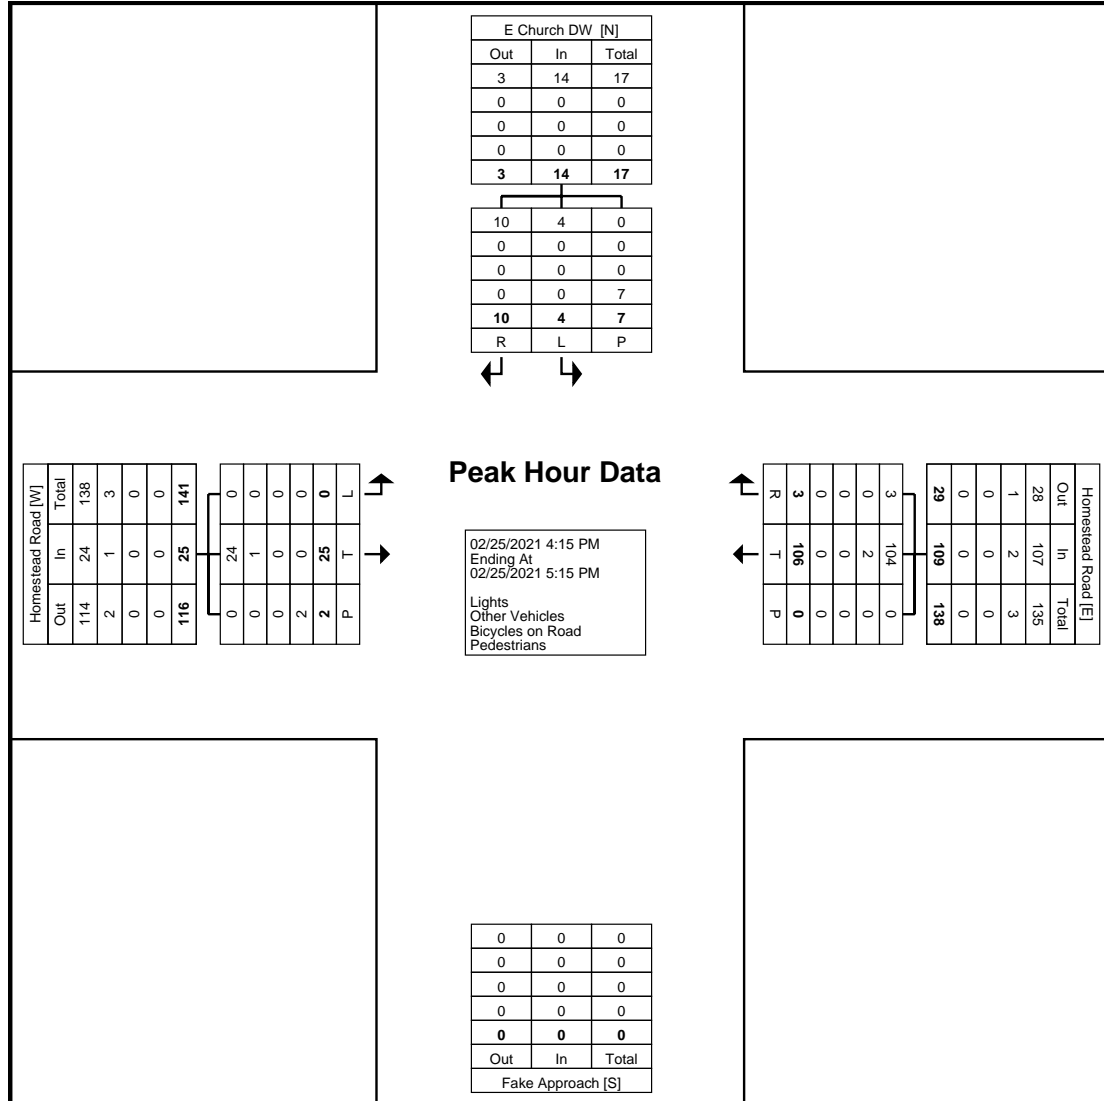 E Church DW [N]
Out In Total
3 14 17
0 0 0
0 0 0
0 0 0
3 14 17
10 4 0
0 0 0
0 0 0
0 0 7
10 4 7
R L P
Homestead Road [W]
Total In Out
138 24 114
3 1 2
0 0 0
0 0 0
141 25 116
0 24 0
0 1 0
0 0 0
0 0 2
0 25 2
L T P
Peak Hour Data
02/25/2021 4:15 PM
Ending At
02/25/2021 5:15 PM
Lights
Other Vehicles
Bicycles on Road
Pedestrians
Homestead Road [E]
Out In Total
28 107 135
1 2 3
0 0 0
0 0 0
29 109 138
3 104 0
0 2 0
0 0 0
0 0 0
3 106 0
R T P
0 0 0
0 0 0
0 0 0
0 0 0
0 0 0
Out In Total
Fake Approach [S]